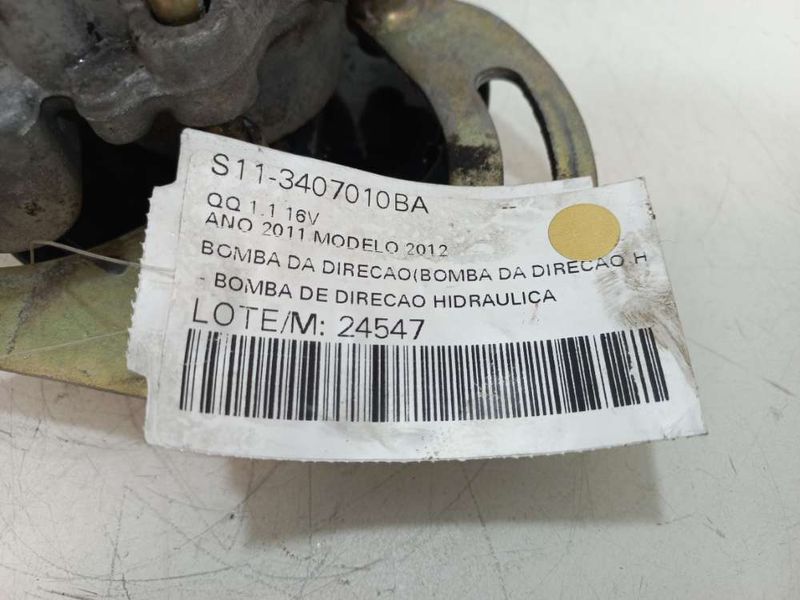 S11-3407010BA
QQ 1.1 16V
ANO 2011 MODELO 2012
BOMBA DA DIRECAO(BOMBA DA DIRECAO H
- BOMBA DE DIRECAO HIDRAULICA
LOTE/M: 24547